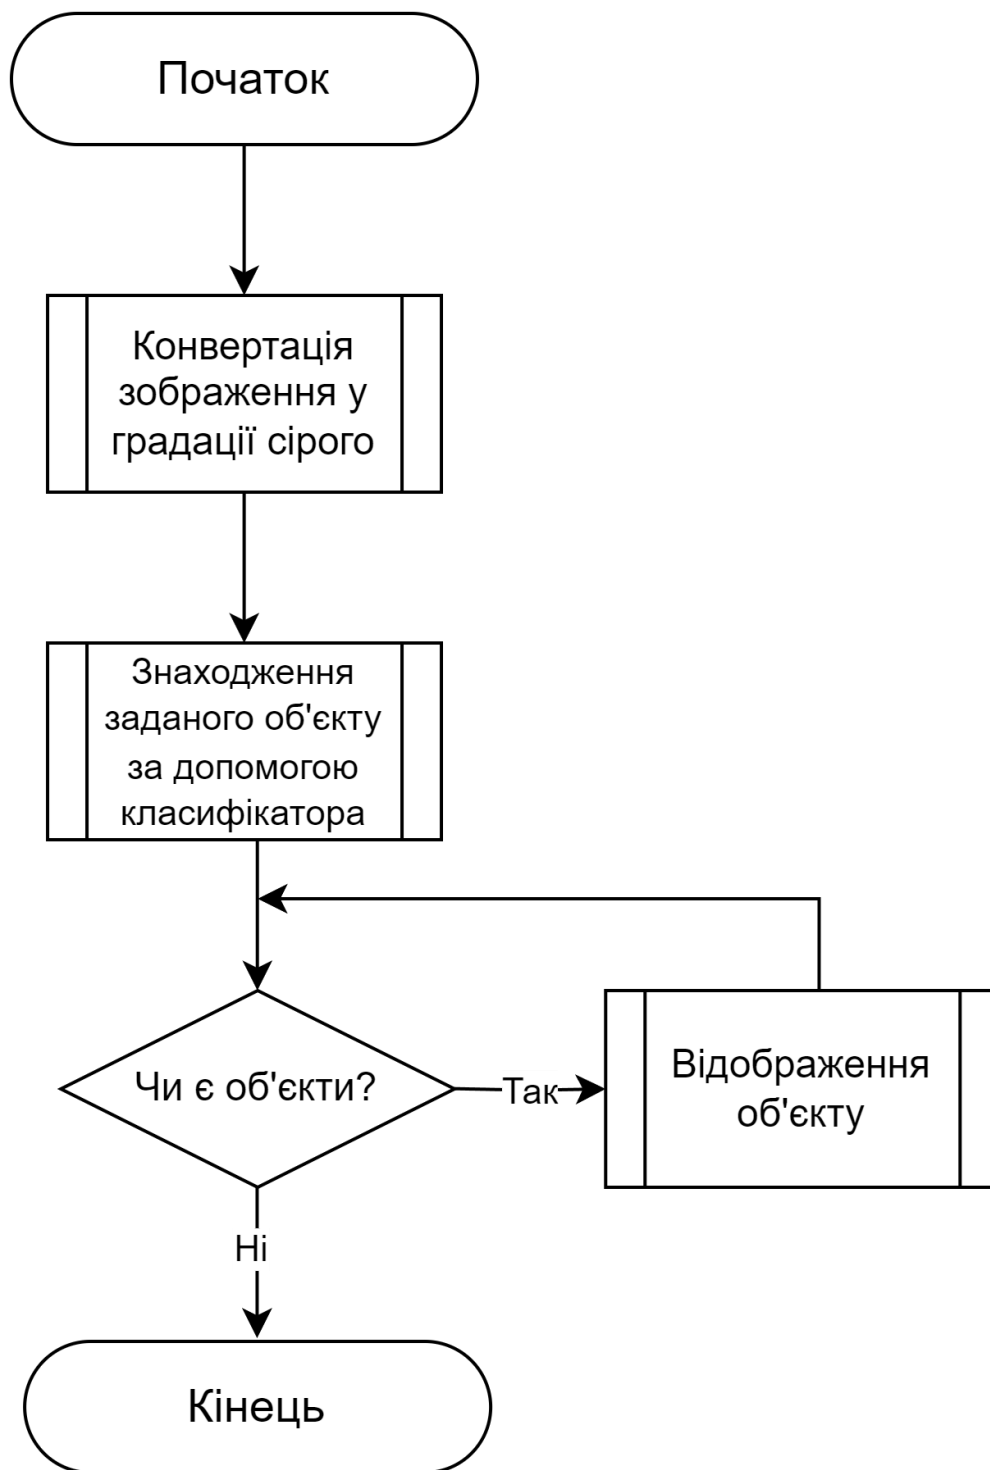 Початок
Конвертація
зображення у
градації сірого
Знаходження
заданого об'єкту
за допомогою
класифікатора
Чи є об'єкти?
Так
Відображення
об'єкту
Ні
Кінець